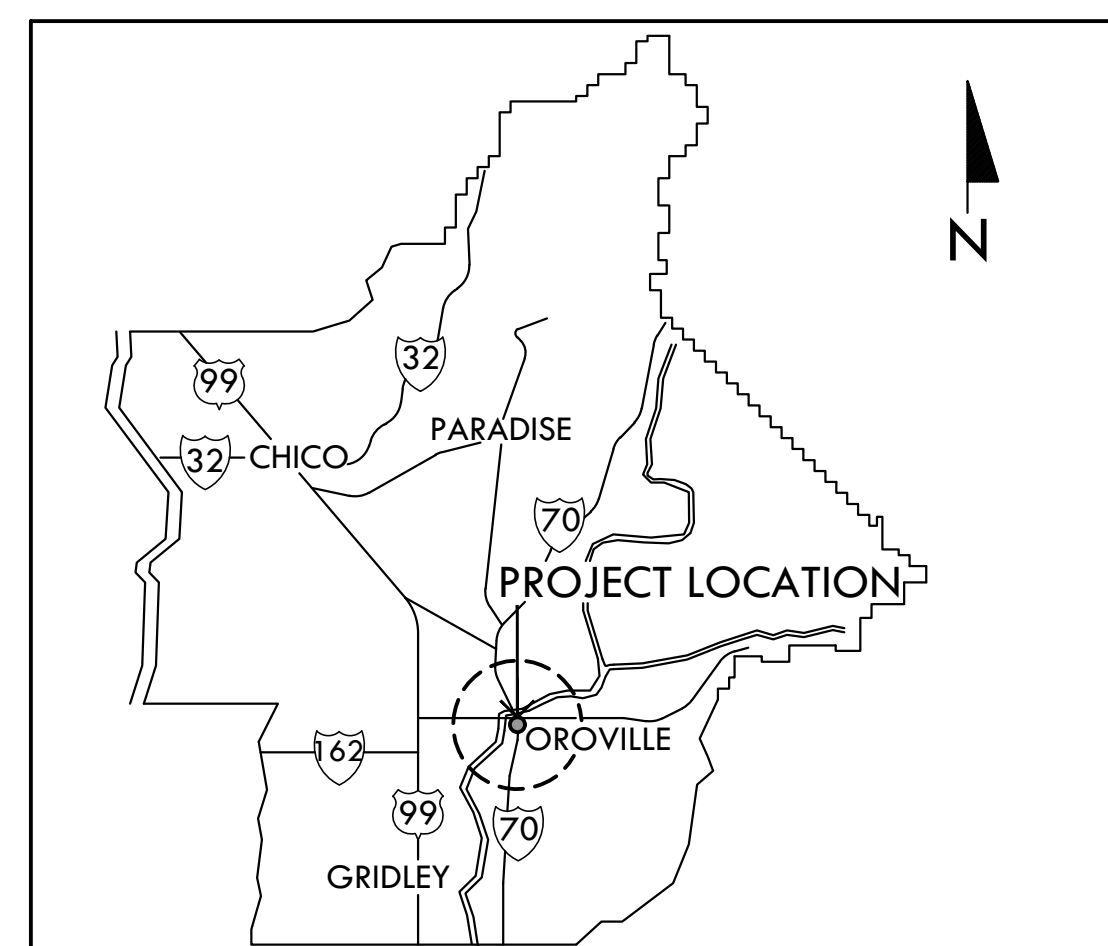 N
32
99
PARADISE
32
CHICO
70
PROJECT LOCATION
OROVILLE
162
99
70
GRIDLEY